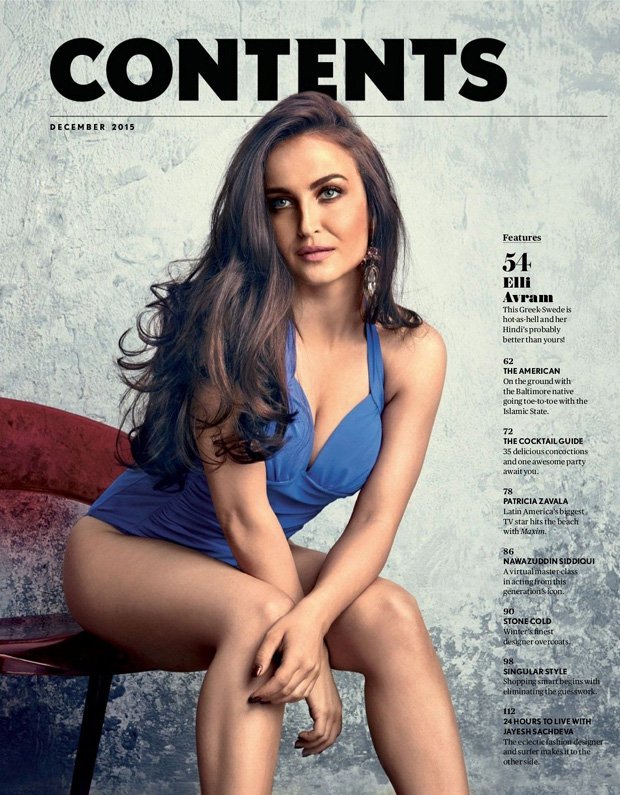 CONTENTS
DECEMBER 2015
Features
54
Elli
Avram
This Greek-Swede is
hot-as-hell and her
Hindi's probably
better than yours!
62
THE AMERICAN
On the ground with
the Baltimore native
going toe-to-toe with the
Islamic State.
72
THE COCKTAIL GUIDE
35 delicious concoctions
and one awesome party
await you.
78
PATRICIA ZAVALA
Latin America's biggest
TV star hits the beach
with Maxim.
86
NAWAZUDDIN SIDDIQUI
A virtual master class
in acting from this
generation's icon.
90
STONE COLD
Winter's finest
designer overcoats.
98
SINGULAR STYLE
Shopping smart begins with
eliminating the guesswork.
112
24 HOURS TO LIVE WITH
JAYESH SACHDEVA
The eclectic fashion designer
and surfer makes it to the
other side.